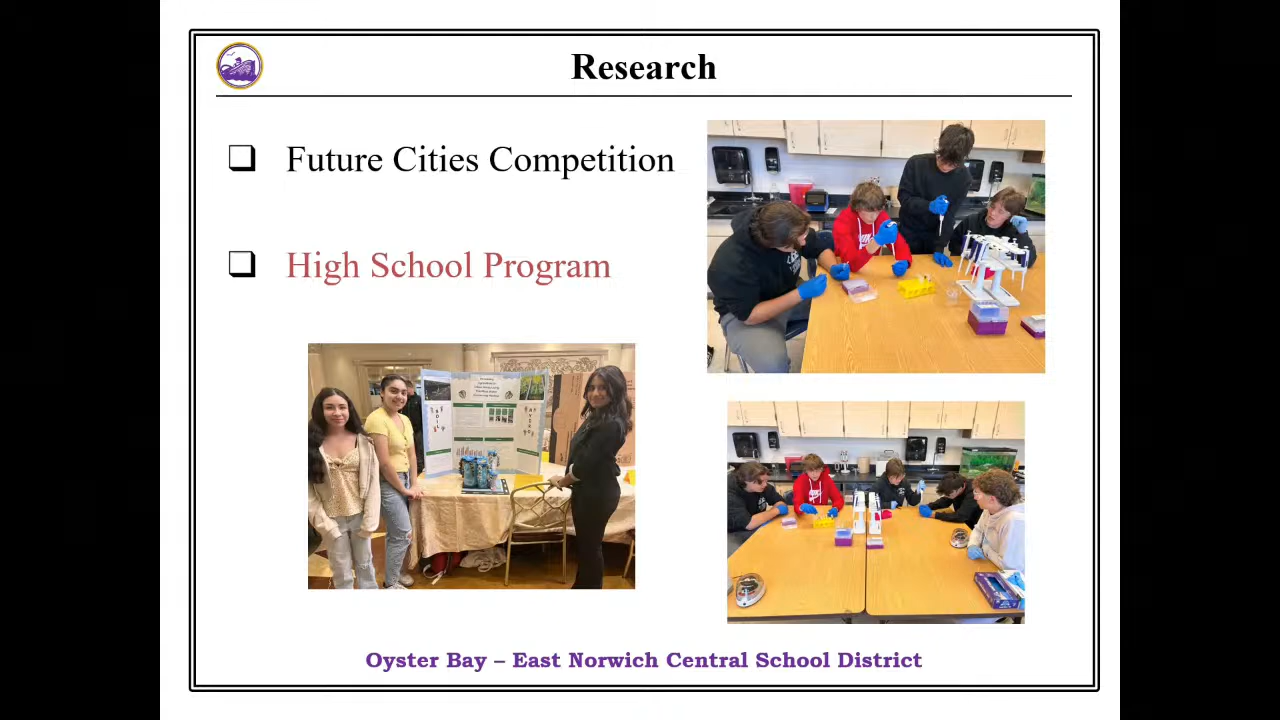 Research
Future Cities Competition
High School Program
Oyster Bay – East Norwich Central School District